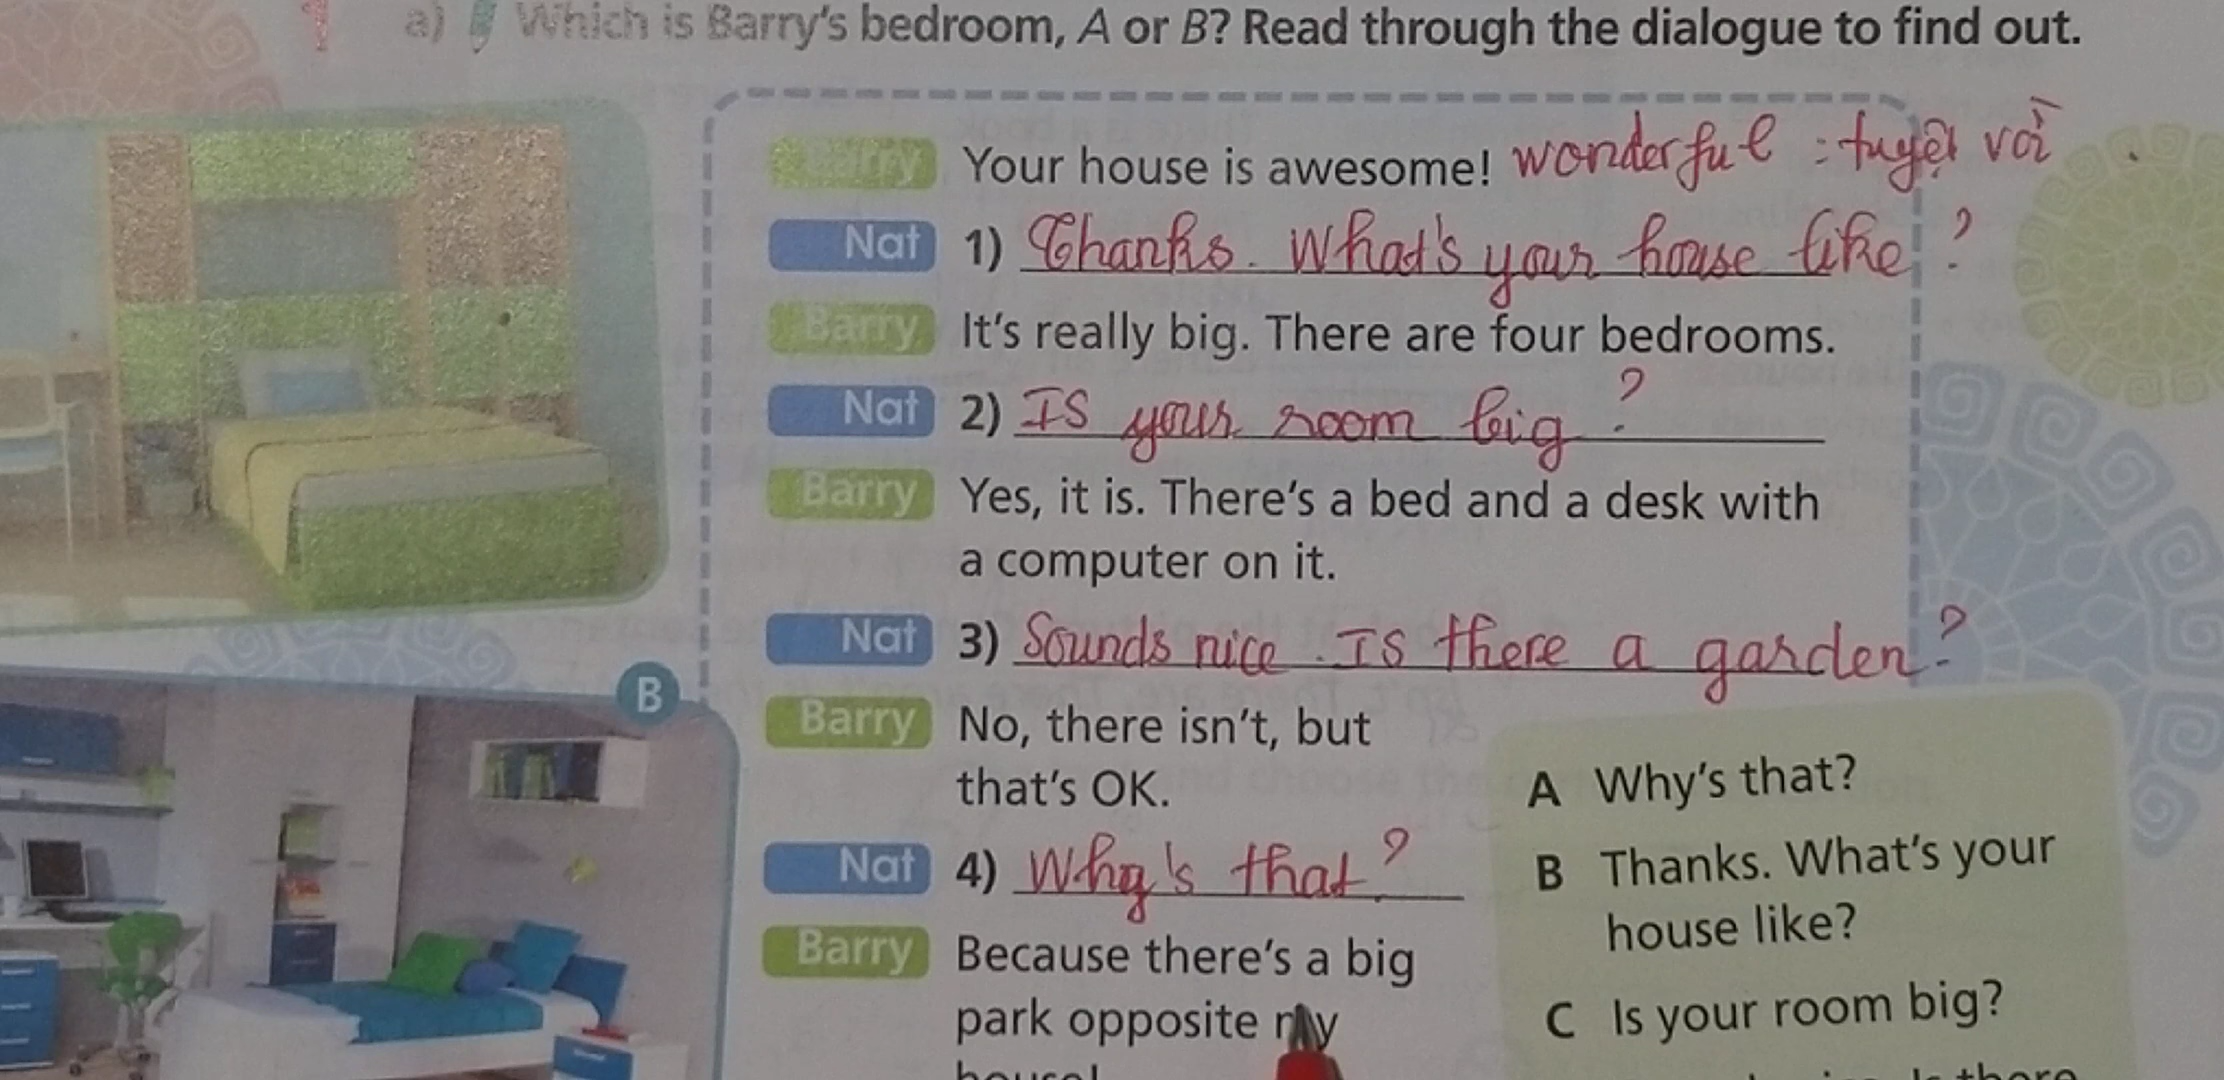 1 a) Which is Barry's bedroom, A or B? Read through the dialogue to find out.
Barry Your house is awesome! wonderful : tuyệt vời
Nat 1) Thanks. What's your house like ?
Barry It's really big. There are four bedrooms.
Nat 2) Is your room big ?
Barry Yes, it is. There's a bed and a desk with
a computer on it.
Nat 3) Sounds nice. Is there a garden ?
Barry No, there isn't, but
that's OK.
Nat 4) Why's that ?
Barry Because there's a big
park opposite my
house!
B
A Why's that?
B Thanks. What's your
house like?
C Is your room big?
Is there